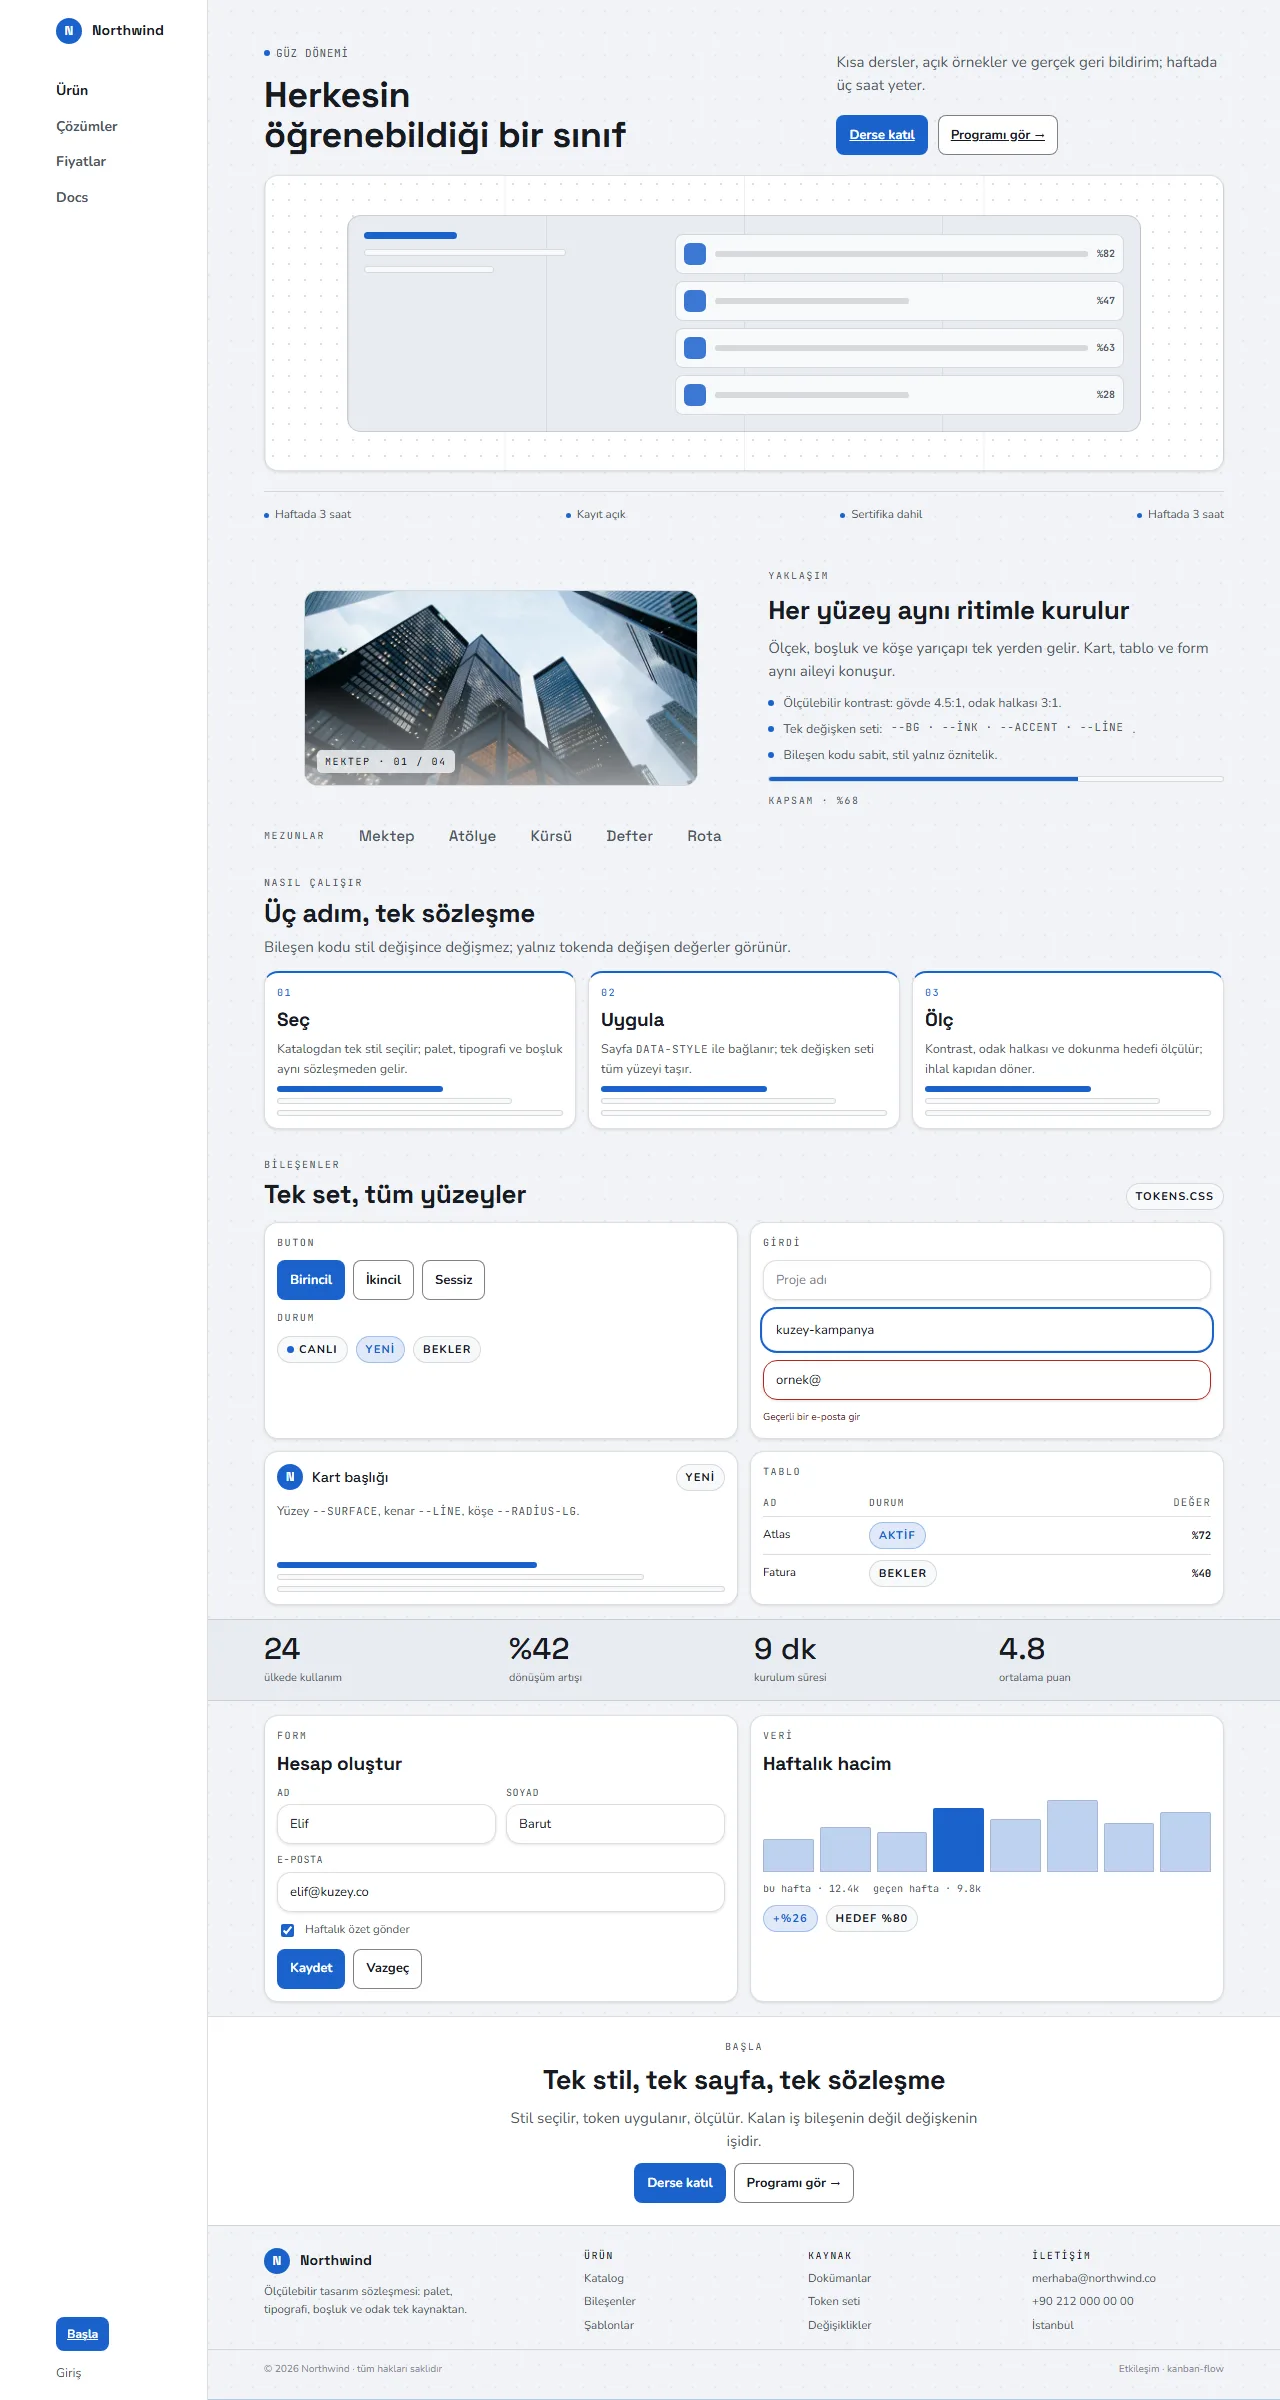 N Northwind
Ürün
Çözümler
Fiyatlar
Docs
Başla
Giriş
GÜZ DÖNEMİ
Herkesin
öğrenebildiği bir sınıf
Kısa dersler, açık örnekler ve gerçek geri bildirim; haftada
üç saat yeter.
Derse katıl Programı gör →
%82
%47
%63
%28
Haftada 3 saat Kayıt açık Sertifika dahil Haftada 3 saat
MEKTEP · 01 / 04
YAKLAŞIM
Her yüzey aynı ritimle kurulur
Ölçek, boşluk ve köşe yarıçapı tek yerden gelir. Kart, tablo ve form
aynı aileyi konuşur.
Ölçülebilir kontrast: gövde 4.5:1, odak halkası 3:1.
Tek değişken seti: --BG · --İNK · --ACCENT · --LİNE .
Bileşen kodu sabit, stil yalnız öznitelik.
KAPSAM · %68
MEZUNLAR Mektep Atölye Kürsü Defter Rota
NASIL ÇALIŞIR
Üç adım, tek sözleşme
Bileşen kodu stil değişince değişmez; yalnız tokenda değişen değerler görünür.
01
Seç
Katalogdan tek stil seçilir; palet, tipografi ve boşluk
aynı sözleşmeden gelir.
02
Uygula
Sayfa DATA-STYLE ile bağlanır; tek değişken seti
tüm yüzeyi taşır.
03
Ölç
Kontrast, odak halkası ve dokunma hedefi ölçülür;
ihlal kapıdan döner.
BİLEŞENLER
Tek set, tüm yüzeyler
TOKENS.CSS
BUTON
Birincil İkincil Sessiz
DURUM
CANLI YENİ BEKLER
GİRDİ
Proje adı
kuzey-kampanya
ornek@
Geçerli bir e-posta gir
N Kart başlığı YENİ
Yüzey --SURFACE, kenar --LİNE, köşe --RADİUS-LG.
TABLO
AD DURUM DEĞER
Atlas AKTİF %72
Fatura BEKLER %40
24 %42 9 dk 4.8
ülkede kullanım dönüşüm artışı kurulum süresi ortalama puan
FORM
Hesap oluştur
AD SOYAD
Elif Barut
E-POSTA
elif@kuzey.co
Haftalık özet gönder
Kaydet Vazgeç
VERİ
Haftalık hacim
bu hafta · 12.4k geçen hafta · 9.8k
+%26 HEDEF %80
BAŞLA
Tek stil, tek sayfa, tek sözleşme
Stil seçilir, token uygulanır, ölçülür. Kalan iş bileşenin değil değişkenin
işidir.
Derse katıl Programı gör →
N Northwind
Ölçülebilir tasarım sözleşmesi: palet,
tipografi, boşluk ve odak tek kaynaktan.
ÜRÜN
Katalog
Bileşenler
Şablonlar
KAYNAK
Dokümanlar
Token seti
Değişiklikler
İLETİŞİM
merhaba@northwind.co
+90 212 000 00 00
İstanbul
© 2026 Northwind · tüm hakları saklıdır
Etkileşim · kanban-flow